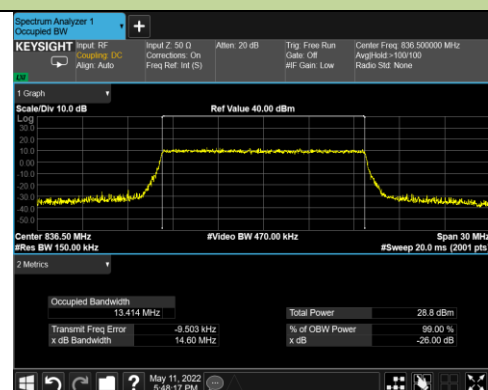 Spectrum Analyzer 1
Occupied BW
+
KEYSIGHT Input: RF Input Z: 50 Ω Atten: 20 dB Trig: Free Run Center Freq: 836.500000 MHz
Coupling: DC Corrections: On Gate: Off Avg|Hold:>100/100
Align: Auto Freq Ref: Int (S) #IF Gain: Low Radio Std: None
1 Graph
Scale/Div 10.0 dB Ref Value 40.00 dBm
Log
30.0
20.0
10.0
0.00
-10.0
-20.0
-30.0
-40.0
-50.0
Center 836.50 MHz #Video BW 470.00 kHz Span 30 MHz
#Res BW 150.00 kHz #Sweep 20.0 ms (2001 pts)
2 Metrics
Occupied Bandwidth
13.414 MHz Total Power 28.8 dBm
Transmit Freq Error -9.503 kHz % of OBW Power 99.00 %
x dB Bandwidth 14.60 MHz x dB -26.00 dB
? May 11, 2022
5:48:17 PM